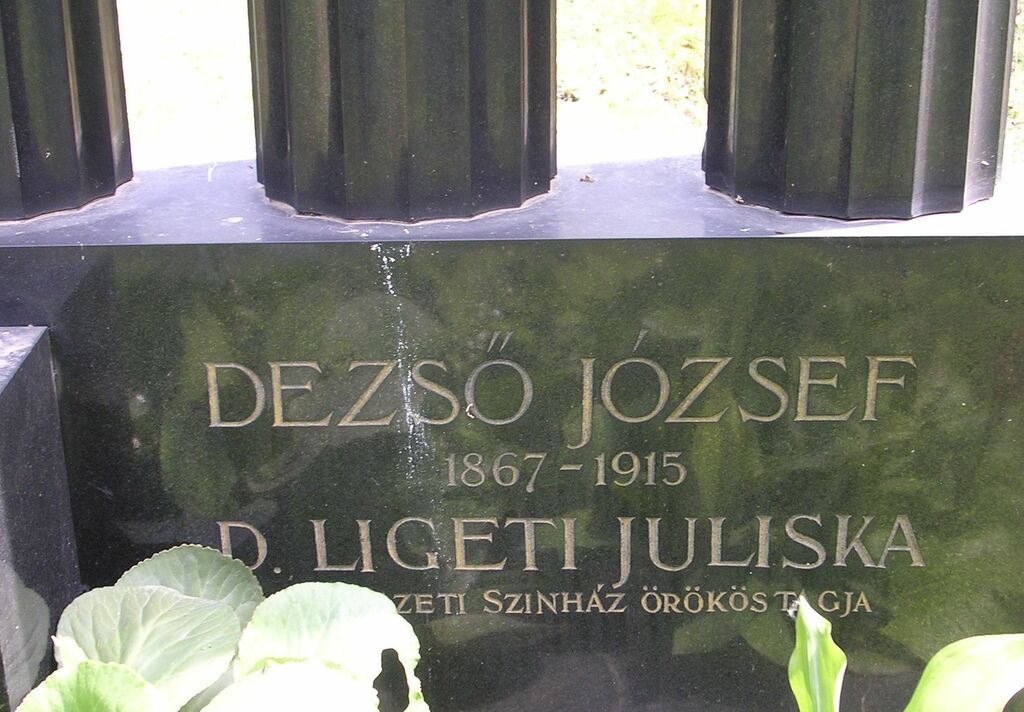 DEZSŐ JÓZSEF
1867-1915
D. LIGETI JULISKA
SZINHÁZ ÖRÖKÖS TAGJA